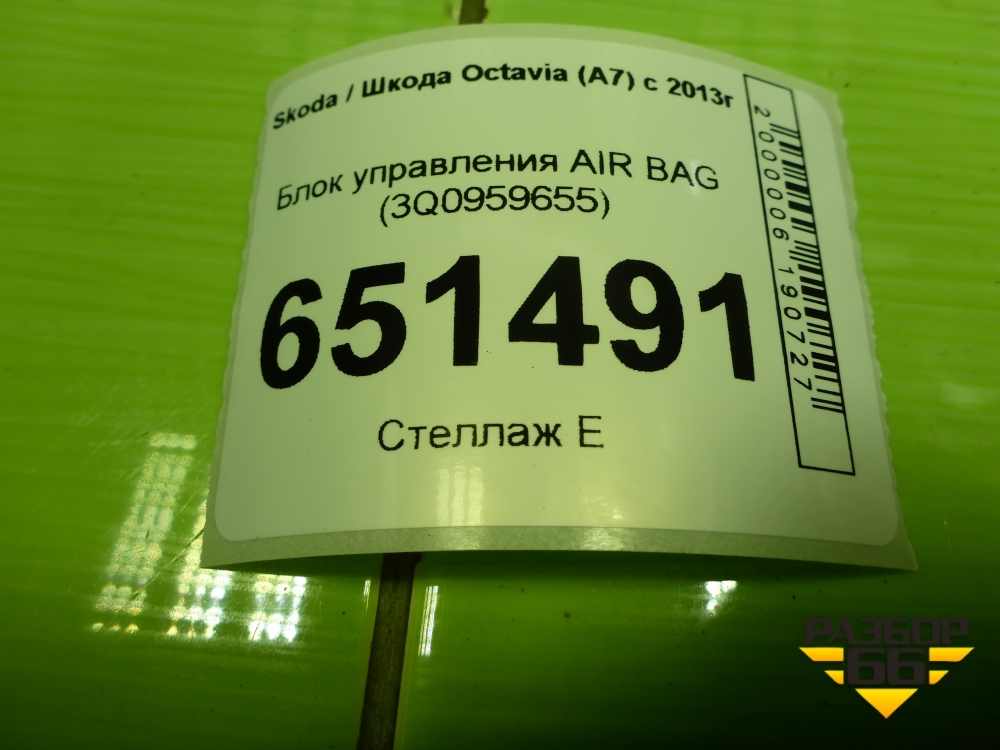 Skoda / Шкода Octavia (A7) с 2013г
Блок управления AIR BAG
(3Q0959655)
651491
Стеллаж Е
2000006190727
РАЗБОР
66